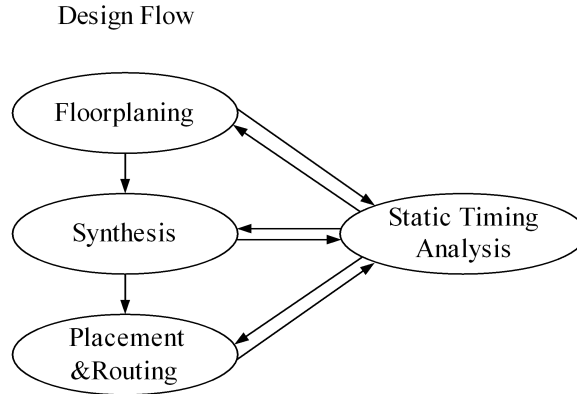 Design Flow
Floorplaning
Synthesis
Static Timing
Analysis
Placement
&Routing